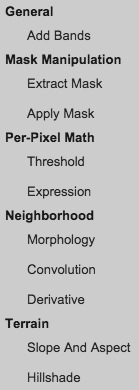 General
Add Bands
Mask Manipulation
Extract Mask
Apply Mask
Per-Pixel Math
Threshold
Expression
Neighborhood
Morphology
Convolution
Derivative
Terrain
Slope And Aspect
Hillshade